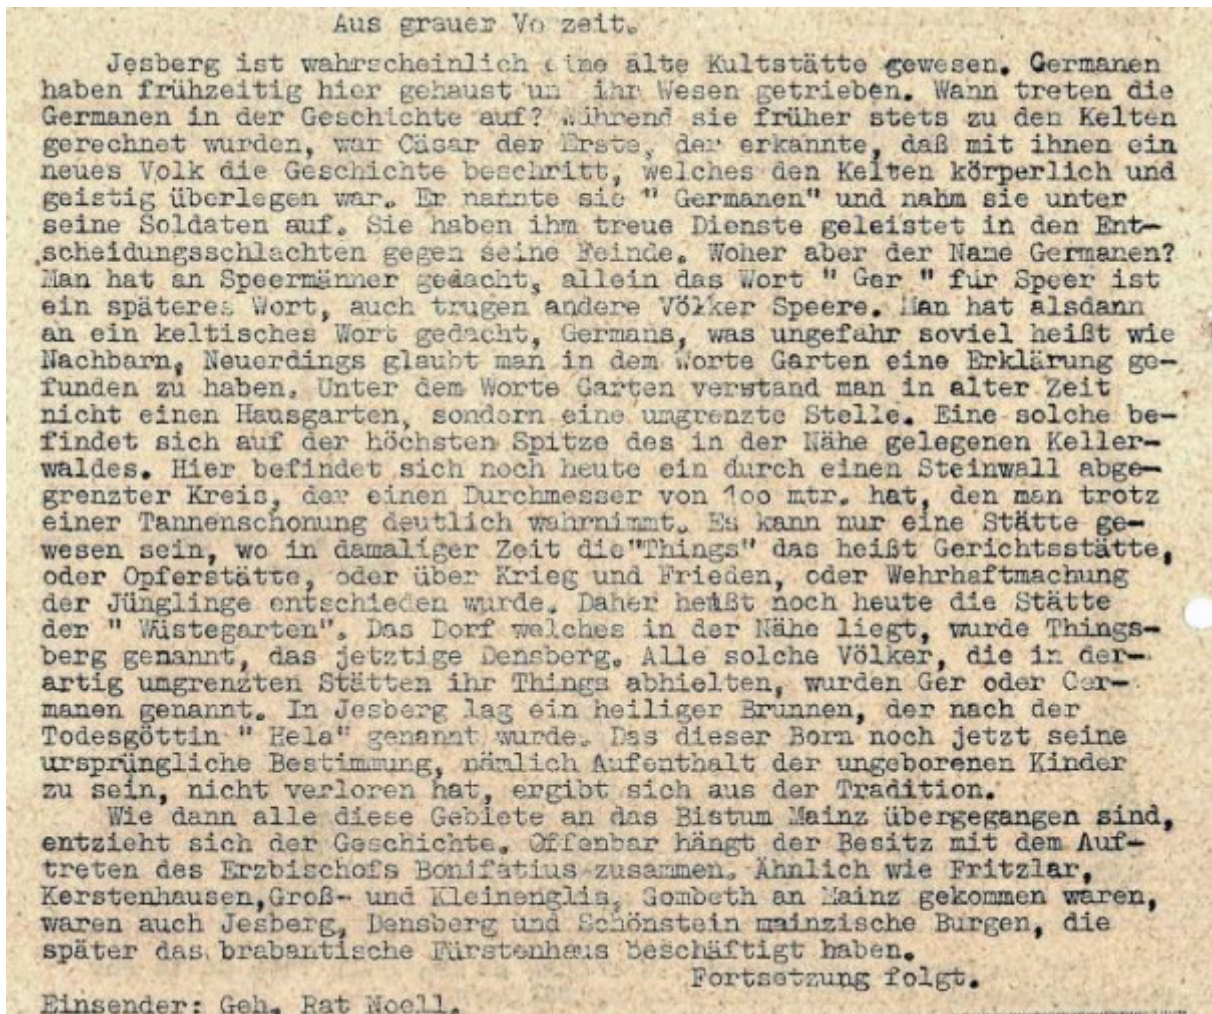 Aus grauer Vo zeit.
Jesberg ist wahrscheinlich eine alte Kultstätte gewesen. Germanen
haben frühzeitig hier gehaust un ihr Wesen getrieben. Wann treten die
Germanen in der Geschichte auf? Während sie früher stets zu den Kelten
gerechnet wurden, war Cäsar der Erste, der erkannte, daß mit ihnen ein
neues Volk die Geschichte beschritt, welches den Kelten körperlich und
geistig überlegen war. Er nannte sie " Germanen" und nahm sie unter
seine Soldaten auf. Sie haben ihm treue Dienste geleistet in den Ent-
scheidungsschlachten gegen seine Feinde. Woher aber der Name Germanen?
Man hat an Speermänner gedacht, allein das Wort " Ger " für Speer ist
ein späteres Wort, auch trugen andere Völker Speere. Man hat alsdann
an ein keltisches Wort gedacht, Germans, was ungefahr soviel heißt wie
Nachbarn, Neuerdings glaubt man in dem Worte Garten eine Erklärung ge-
funden zu haben. Unter dem Worte Garten verstand man in alter Zeit
nicht einen Hausgarten, sondern eine umgrenzte Stelle. Eine solche be-
findet sich auf der höchsten Spitze des in der Nähe gelegenen Keller-
waldes. Hier befindet sich noch heute ein durch einen Steinwall abge-
grenzter Kreis, der einen Durchmesser von 1oo mtr. hat, den man trotz
einer Tannenschonung deutlich wahrnimmt. Es kann nur eine Stätte ge-
wesen sein, wo in damaliger Zeit die"Things" das heißt Gerichtsstätte,
oder Opferstätte, oder über Krieg und Frieden, oder Wehrhaftmachung
der Jünglinge entschieden wurde. Daher heißt noch heute die Stätte
der " Wüstegarten". Das Dorf welches in der Nähe liegt, wurde Things-
berg genannt, das jetztige Densberg. Alle solche Völker, die in der-
artig umgrenzten Stätten ihr Things abhielten, wurden Ger oder Ger-
manen genannt. In Jesberg lag ein heiliger Brunnen, der nach der
Todesgöttin " Hela" genannt wurde. Das dieser Born noch jetzt seine
ursprüngliche Bestimmung, nämlich Aufenthalt der ungeborenen Kinder
zu sein, nicht verloren hat, ergibt sich aus der Tradition.
Wie dann alle diese Gebiete an das Bistum Mainz übergegangen sind,
entzieht sich der Geschichte. Offenbar hängt der Besitz mit dem Auf-
treten des Erzbischofs Bonifatius zusammen. Ähnlich wie Fritzlar,
Kerstenhausen,Groß- und Kleinenglis, Gombeth an Mainz gekommen waren,
waren auch Jesberg, Densberg und Schönstein mainzische Burgen, die
später das brabantische Fürstenhaus beschäftigt haben.
Fortsetzung folgt.
Einsender: Geh. Rat Noell.